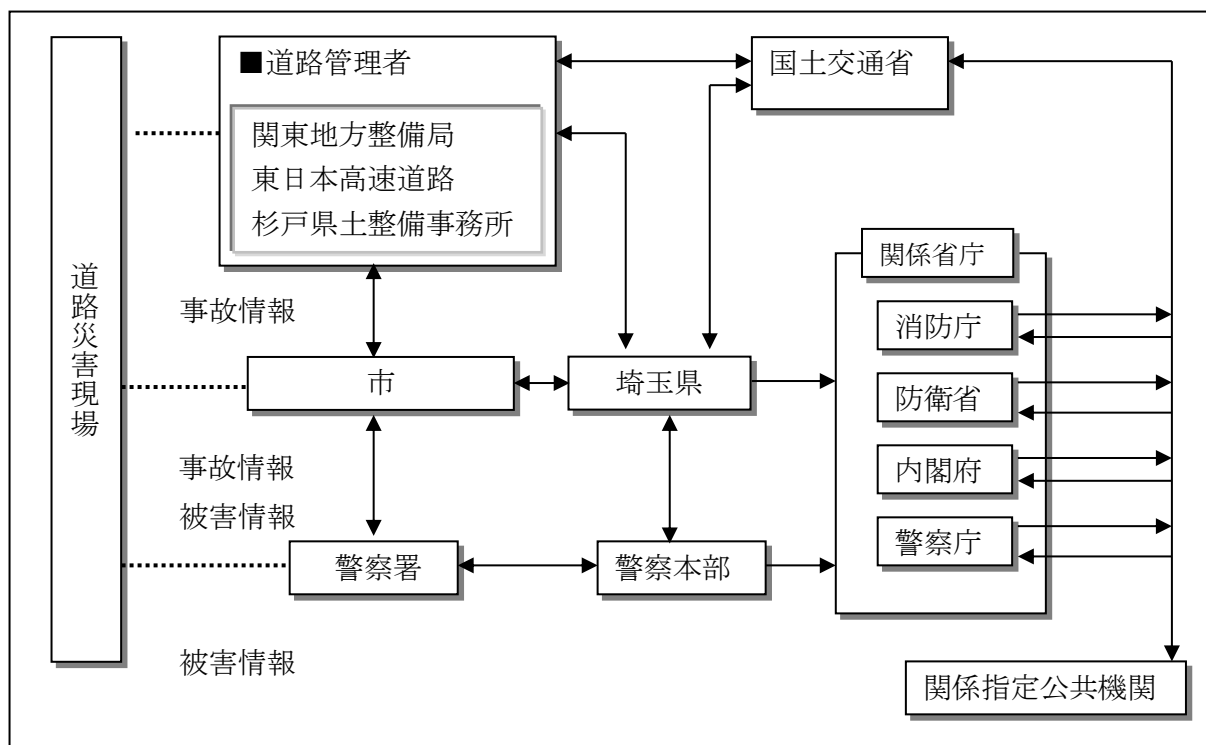 ■道路管理者
関東地方整備局
東日本高速道路
杉戸県土整備事務所
国土交通省
道路災害現場
関係省庁
事故情報
消防庁
市
埼玉県
防衛省
事故情報
被害情報
内閣府
警察庁
警察署
警察本部
被害情報
関係指定公共機関